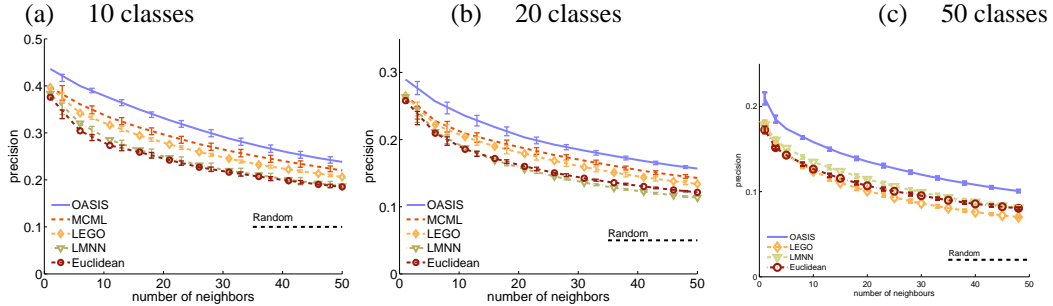 (a) 10 classes
0.5
0.4
0.3
0.2
0.1
0
precision
OASIS
MCML
LEGO
LMNN
Euclidean
Random
0 10 20 30 40 50
number of neighbors
(b) 20 classes
0.3
0.2
0.1
0
precision
OASIS
MCML
LEGO
LMNN
Euclidean
Random
0 10 20 30 40 50
number of neighbors
(c) 50 classes
0.2
0.1
0
precision
OASIS
LEGO
LMNN
Euclidean
Random
0 10 20 30 40 50
number of neighbors